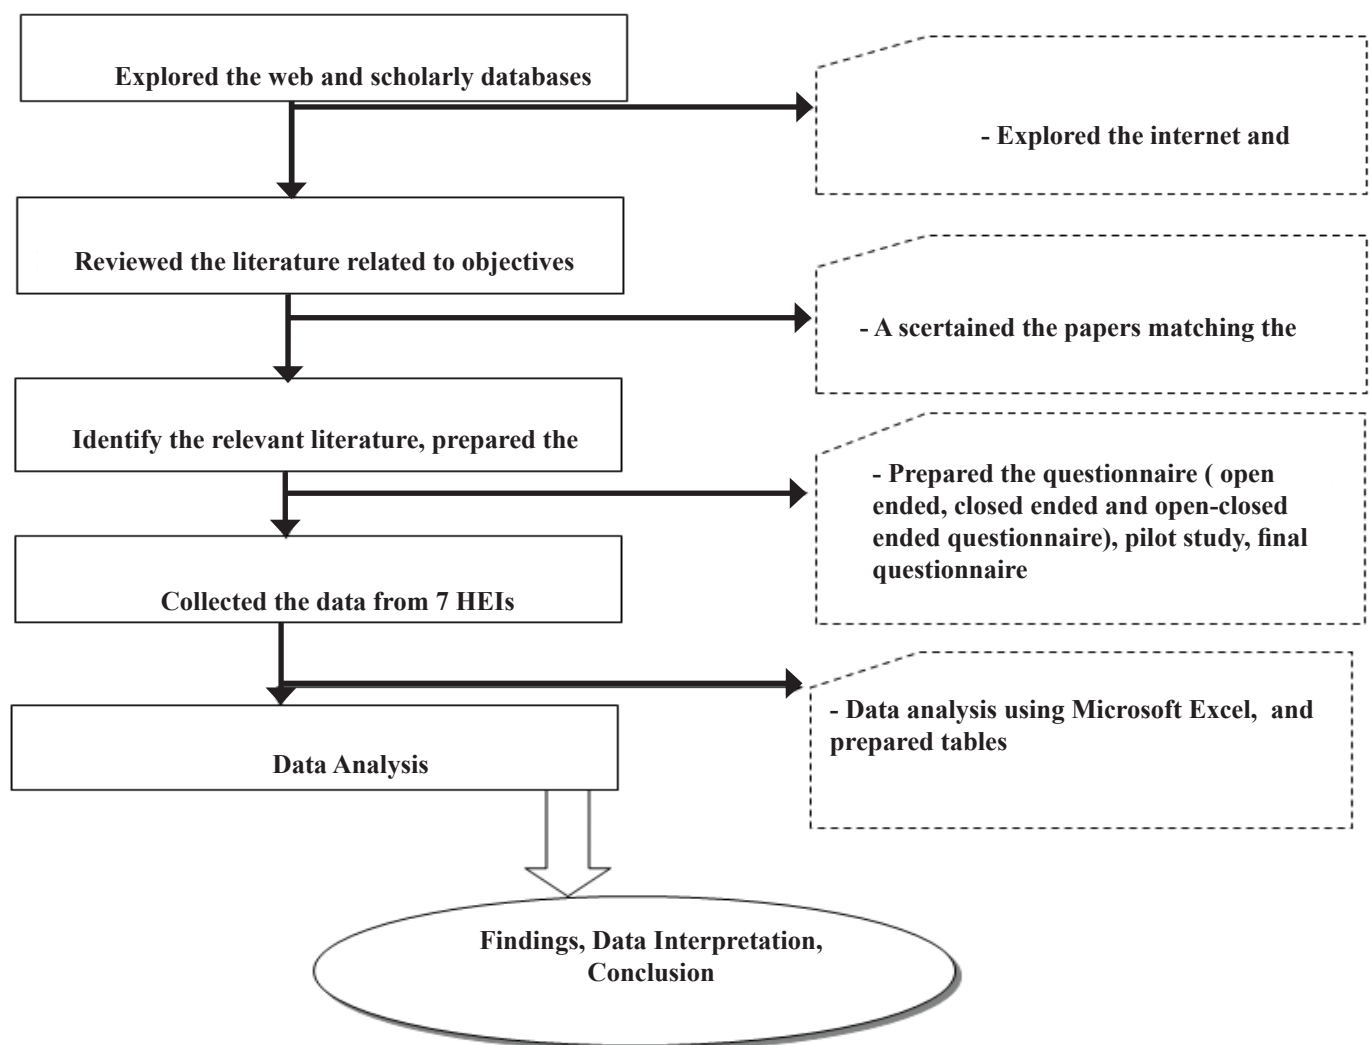 Explored the web and scholarly databases
- Explored the internet and
Reviewed the literature related to objectives
- A scertained the papers matching the
Identify the relevant literature, prepared the
- Prepared the questionnaire ( open
ended, closed ended and open-closed
ended questionnaire), pilot study, final
questionnaire
Collected the data from 7 HEIs
- Data analysis using Microsoft Excel,  and
prepared tables
Data Analysis
Findings, Data Interpretation,
Conclusion